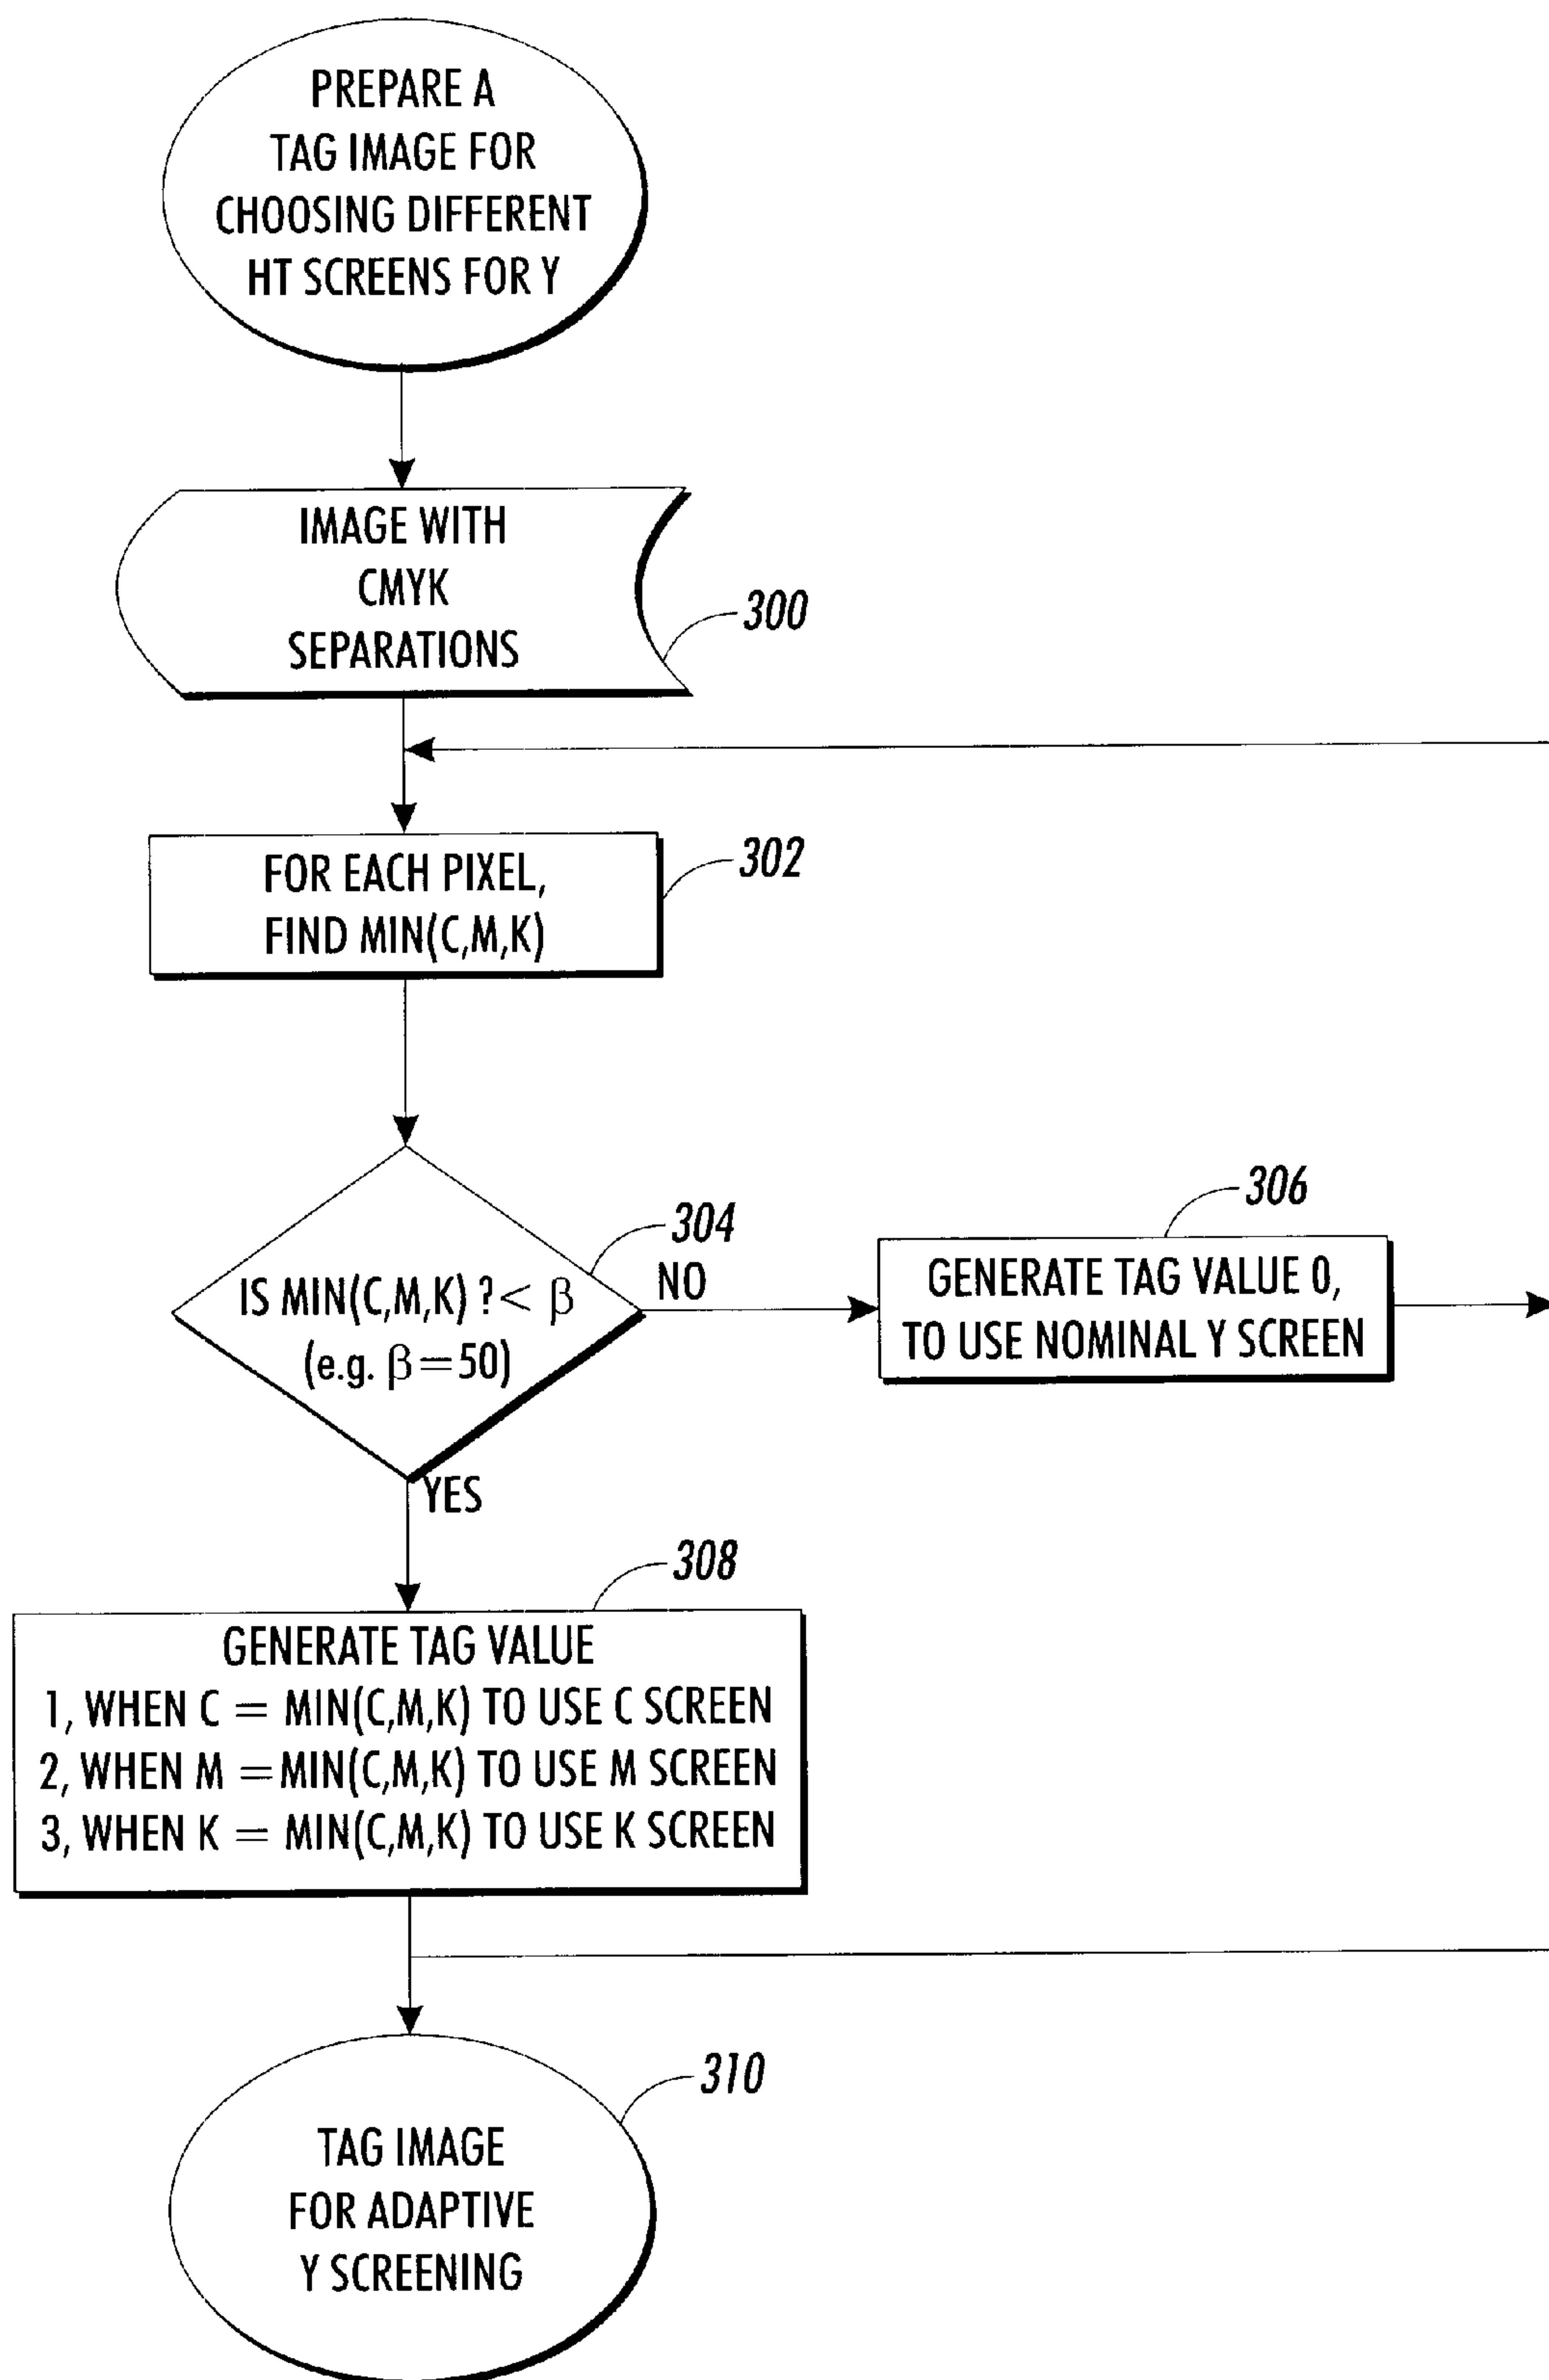 PREPARE A
TAG IMAGE FOR
CHOOSING DIFFERENT
HT SCREENS FOR Y
IMAGE WITH
CMYK
SEPARATIONS
300
FOR EACH PIXEL,
FIND MIN(C,M,K)
302
304
IS MIN(C,M,K) ?< β
(e.g. β=50)
NO
306
GENERATE TAG VALUE 0,
TO USE NOMINAL Y SCREEN
YES
308
GENERATE TAG VALUE
1, WHEN C = MIN(C,M,K) TO USE C SCREEN
2, WHEN M =MIN(C,M,K) TO USE M SCREEN
3, WHEN K = MIN(C,M,K) TO USE K SCREEN
310
TAG IMAGE
FOR ADAPTIVE
Y SCREENING